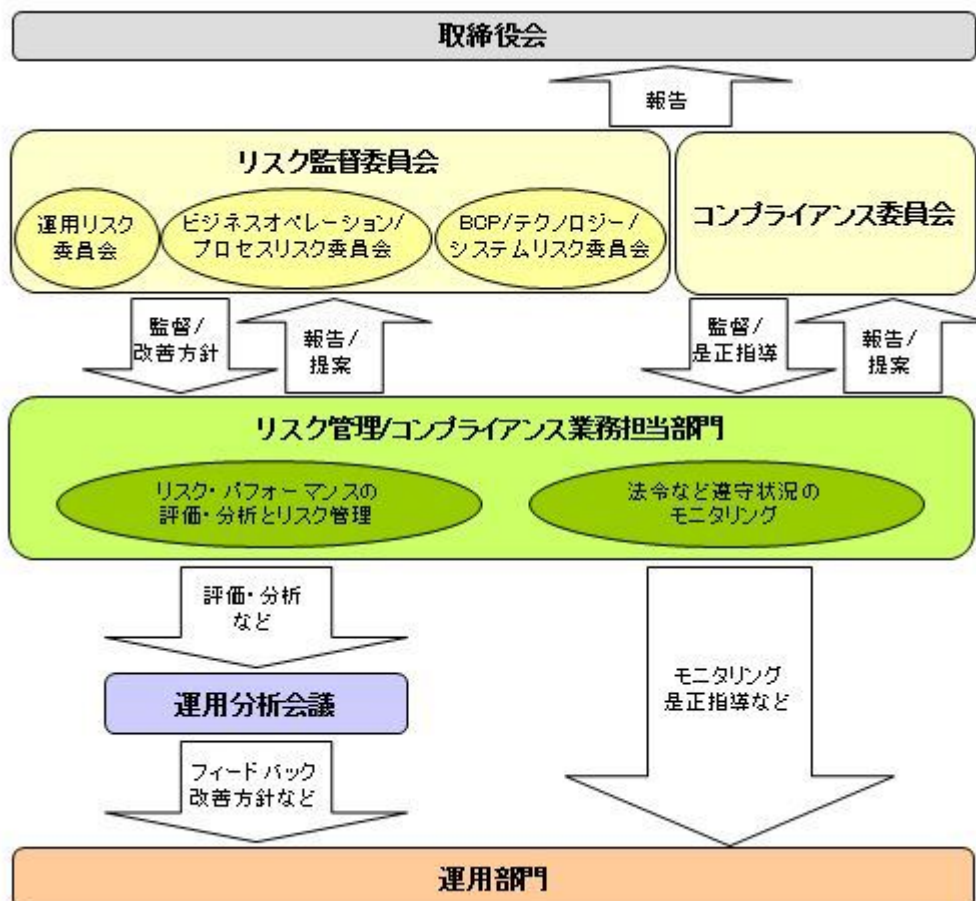 取締役会
報告
リスク監督委員会
運用リスク
委員会
ビジネスオペレーション/
プロセスリスク委員会
BCP/テクノロジー/
システムリスク委員会
コンプライアンス委員会
監督/
改善方針
報告/
提案
監督/
是正指導
報告/
提案
リスク管理/コンプライアンス業務担当部門
リスク・パフォーマンスの
評価・分析とリスク管理
法令など遵守状況の
モニタリング
評価・分析
など
運用分析会議
モニタリング
是正指導など
フィードバック
改善方針など
運用部門